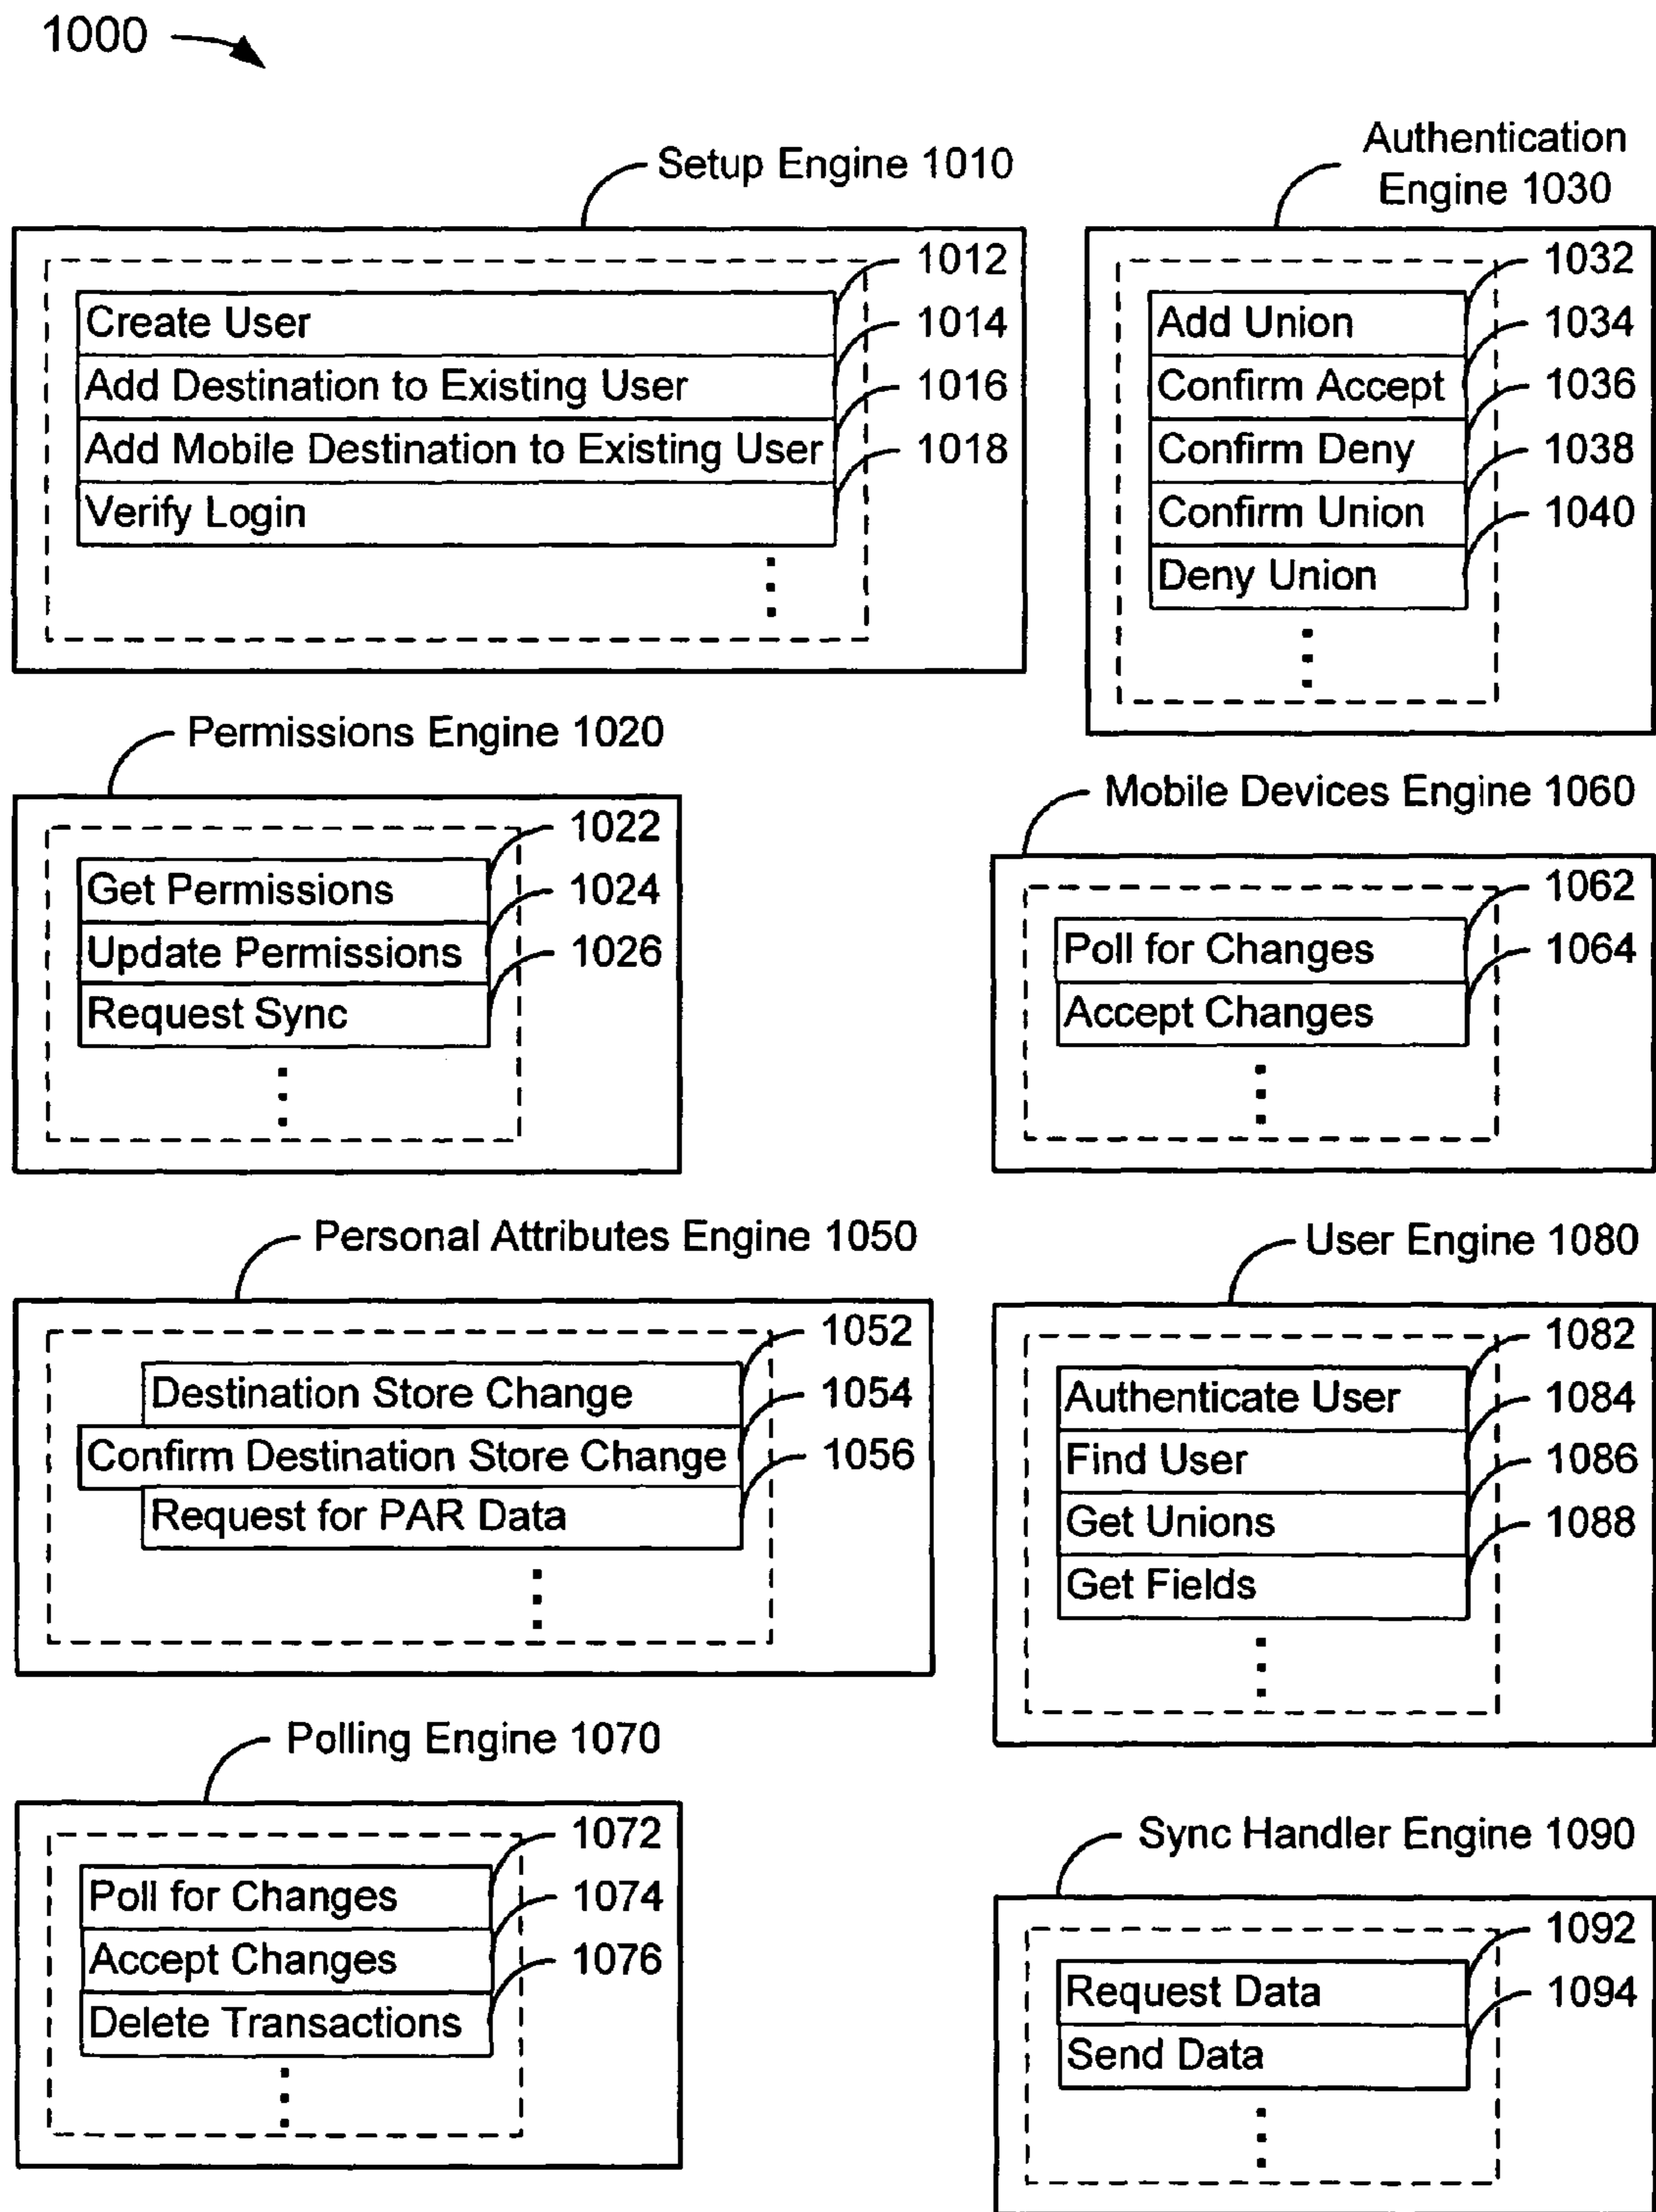 1000
Setup Engine 1010
1012
Create User
1014
Add Destination to Existing User
1016
Add Mobile Destination to Existing User
1018
Verify Login
Authentication
Engine 1030
1032
Add Union
1034
Confirm Accept
1036
Confirm Deny
1038
Confirm Union
1040
Deny Union
Permissions Engine 1020
1022
Get Permissions
1024
Update Permissions
1026
Request Sync
Mobile Devices Engine 1060
1062
Poll for Changes
1064
Accept Changes
Personal Attributes Engine 1050
1052
Destination Store Change
1054
Confirm Destination Store Change
1056
Request for PAR Data
User Engine 1080
1082
Authenticate User
1084
Find User
1086
Get Unions
1088
Get Fields
Polling Engine 1070
1072
Poll for Changes
1074
Accept Changes
1076
Delete Transactions
Sync Handler Engine 1090
1092
Request Data
1094
Send Data